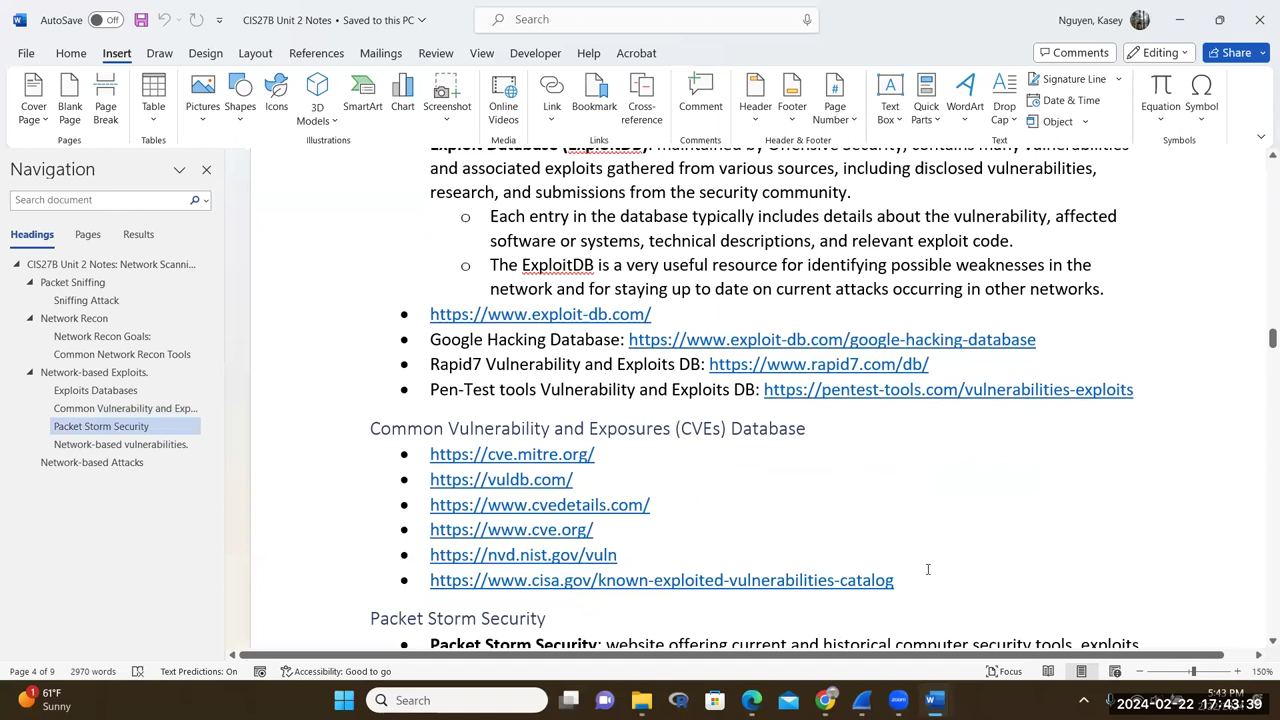 AutoSave Off CIS27B Unit 2 Notes • Saved to this PC Search Nguyen, Kasey
File Home Insert Draw Design Layout References Mailings Review View Developer Help Acrobat Comments Editing Share
Cover Page Blank Page Page Break Table Pictures Shapes Icons 3D Models SmartArt Chart Screenshot Online Videos Link Bookmark Cross-reference Comment Header Footer Page Number Text Box Quick Parts WordArt Drop Cap Signature Line Date & Time Object Equation Symbol
Pages Tables Illustrations Media Links Comments Header & Footer Text Symbols
Navigation
Search document
Headings Pages Results
CIS27B Unit 2 Notes: Network Scanni...
Packet Sniffing
Sniffing Attack
Network Recon
Network Recon Goals:
Common Network Recon Tools
Network-based Exploits.
Exploits Databases
Common Vulnerability and Exp...
Packet Storm Security
Network-based vulnerabilities.
Network-based Attacks
Exploit Database (ExploitDB): maintained by Offensive Security, contains many vulnerabilities
and associated exploits gathered from various sources, including disclosed vulnerabilities,
research, and submissions from the security community.
o Each entry in the database typically includes details about the vulnerability, affected
software or systems, technical descriptions, and relevant exploit code.
o The ExploitDB is a very useful resource for identifying possible weaknesses in the
network and for staying up to date on current attacks occurring in other networks.
• https://www.exploit-db.com/
• Google Hacking Database: https://www.exploit-db.com/google-hacking-database
• Rapid7 Vulnerability and Exploits DB: https://www.rapid7.com/db/
• Pen-Test tools Vulnerability and Exploits DB: https://pentest-tools.com/vulnerabilities-exploits
Common Vulnerability and Exposures (CVEs) Database
• https://cve.mitre.org/
• https://vuldb.com/
• https://www.cvedetails.com/
• https://www.cve.org/
• https://nvd.nist.gov/vuln
• https://www.cisa.gov/known-exploited-vulnerabilities-catalog
Packet Storm Security
• Packet Storm Security: website offering current and historical computer security tools, exploits
Page 4 of 9 2970 words Text Predictions: On Accessibility: Good to go Focus 150%
61°F
Sunny
Search
5:43 PM
2024-02-22 17:43:39